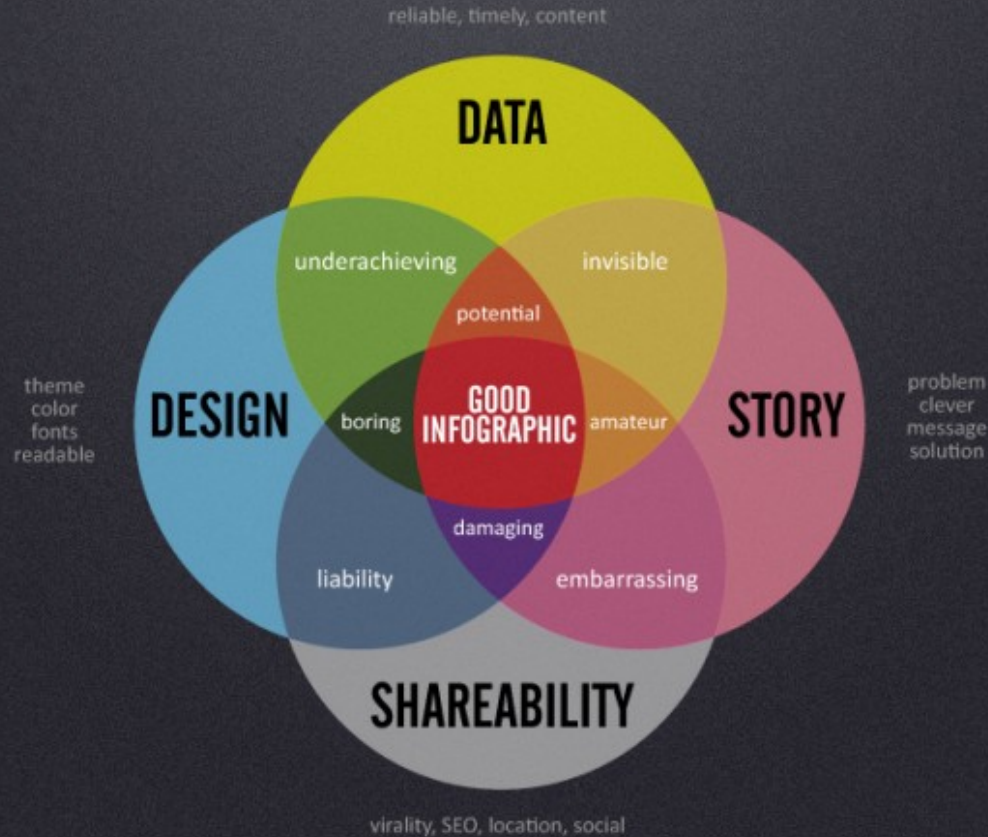 reliable, timely, content
DATA
underachieving
invisible
potential
theme
color
fonts
readable
DESIGN
boring
GOOD
INFOGRAPHIC
amateur
STORY
problem
clever
message
solution
damaging
liability
embarrassing
SHAREABILITY
virality, SEO, location, social